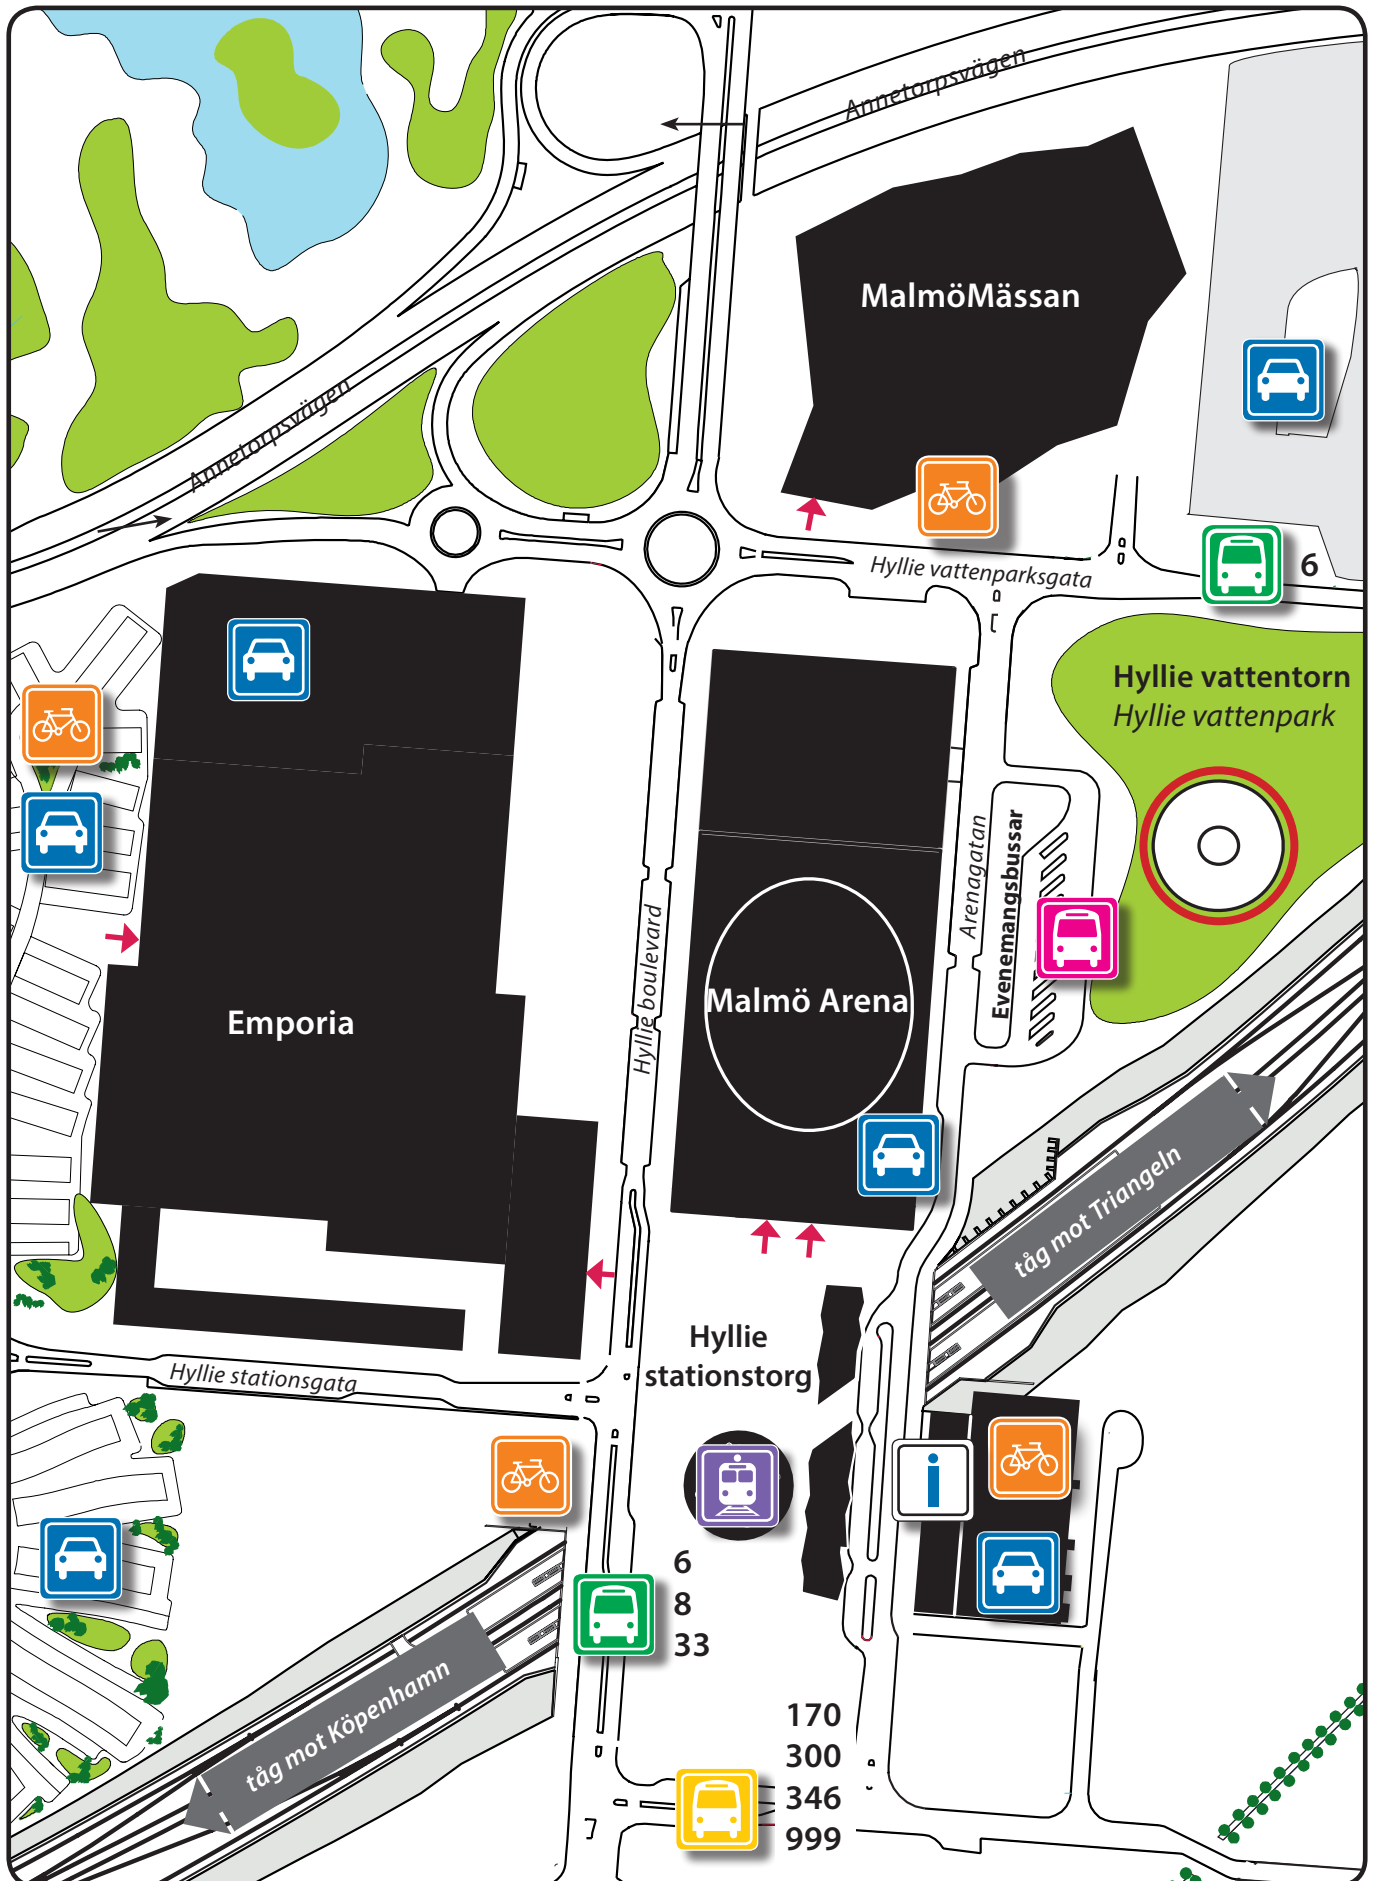 Annetorpsvägen
MalmöMässan
Annetorpsvägen
Hyllie vattenparksgata
6
Hyllie vattentorn
Hyllie vattenpark
Arenagatan
Evenemangsbussar
Hyllie boulevard
Malmö Arena
Emporia
tåg mot Triangeln
Hyllie
stationstorg
Hyllie stationsgata
i
6
8
33
tåg mot Köpenhamn
170
300
346
999